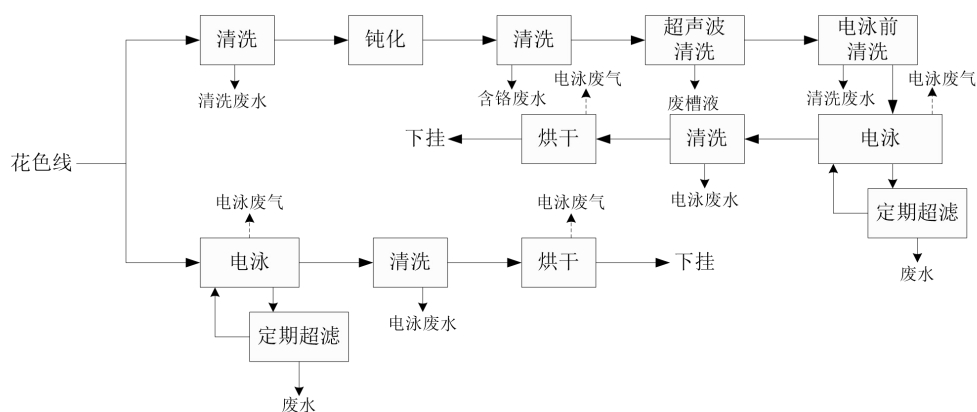 清洗
钝化
清洗
超声波
清洗
电泳前
清洗
清洗废水
含铬废水
电泳废气
废槽液
清洗废水
电泳废气
下挂
烘干
清洗
电泳
花色线
电泳废水
定期超滤
废水
电泳废气
电泳废气
电泳
清洗
烘干
下挂
电泳废水
定期超滤
废水